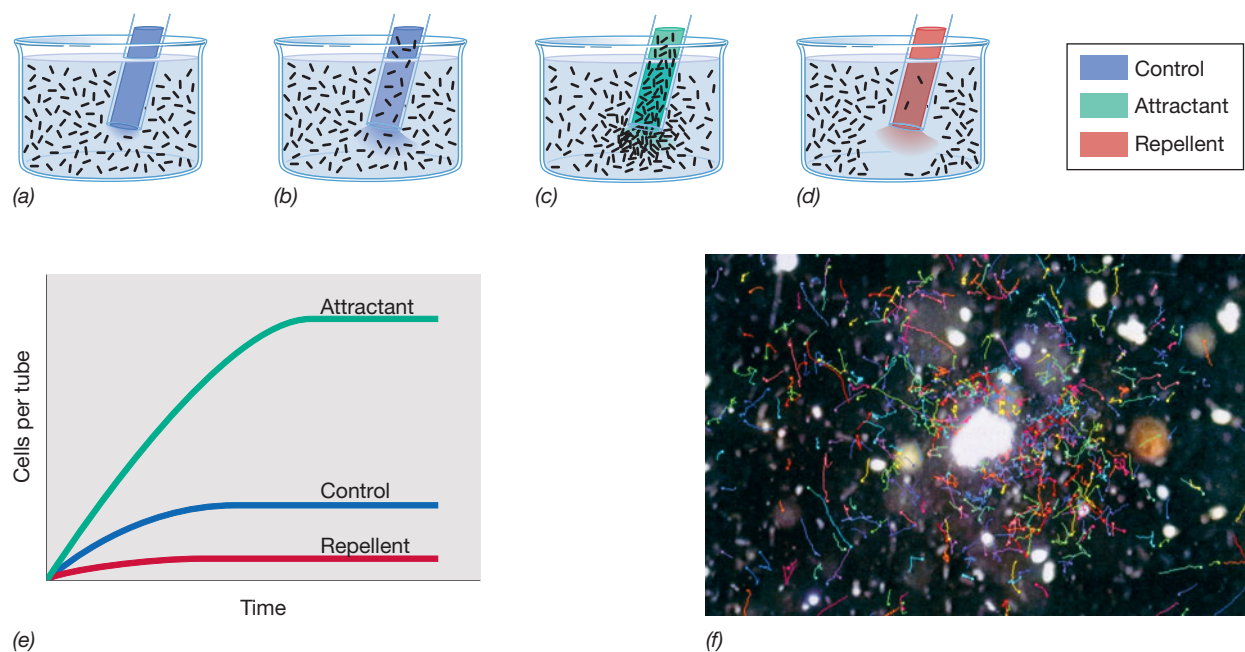 (a)
(b)
(c)
(d)
Control
Attractant
Repellent
Attractant
Control
Repellent
Cells per tube
Time
(e)
(f)